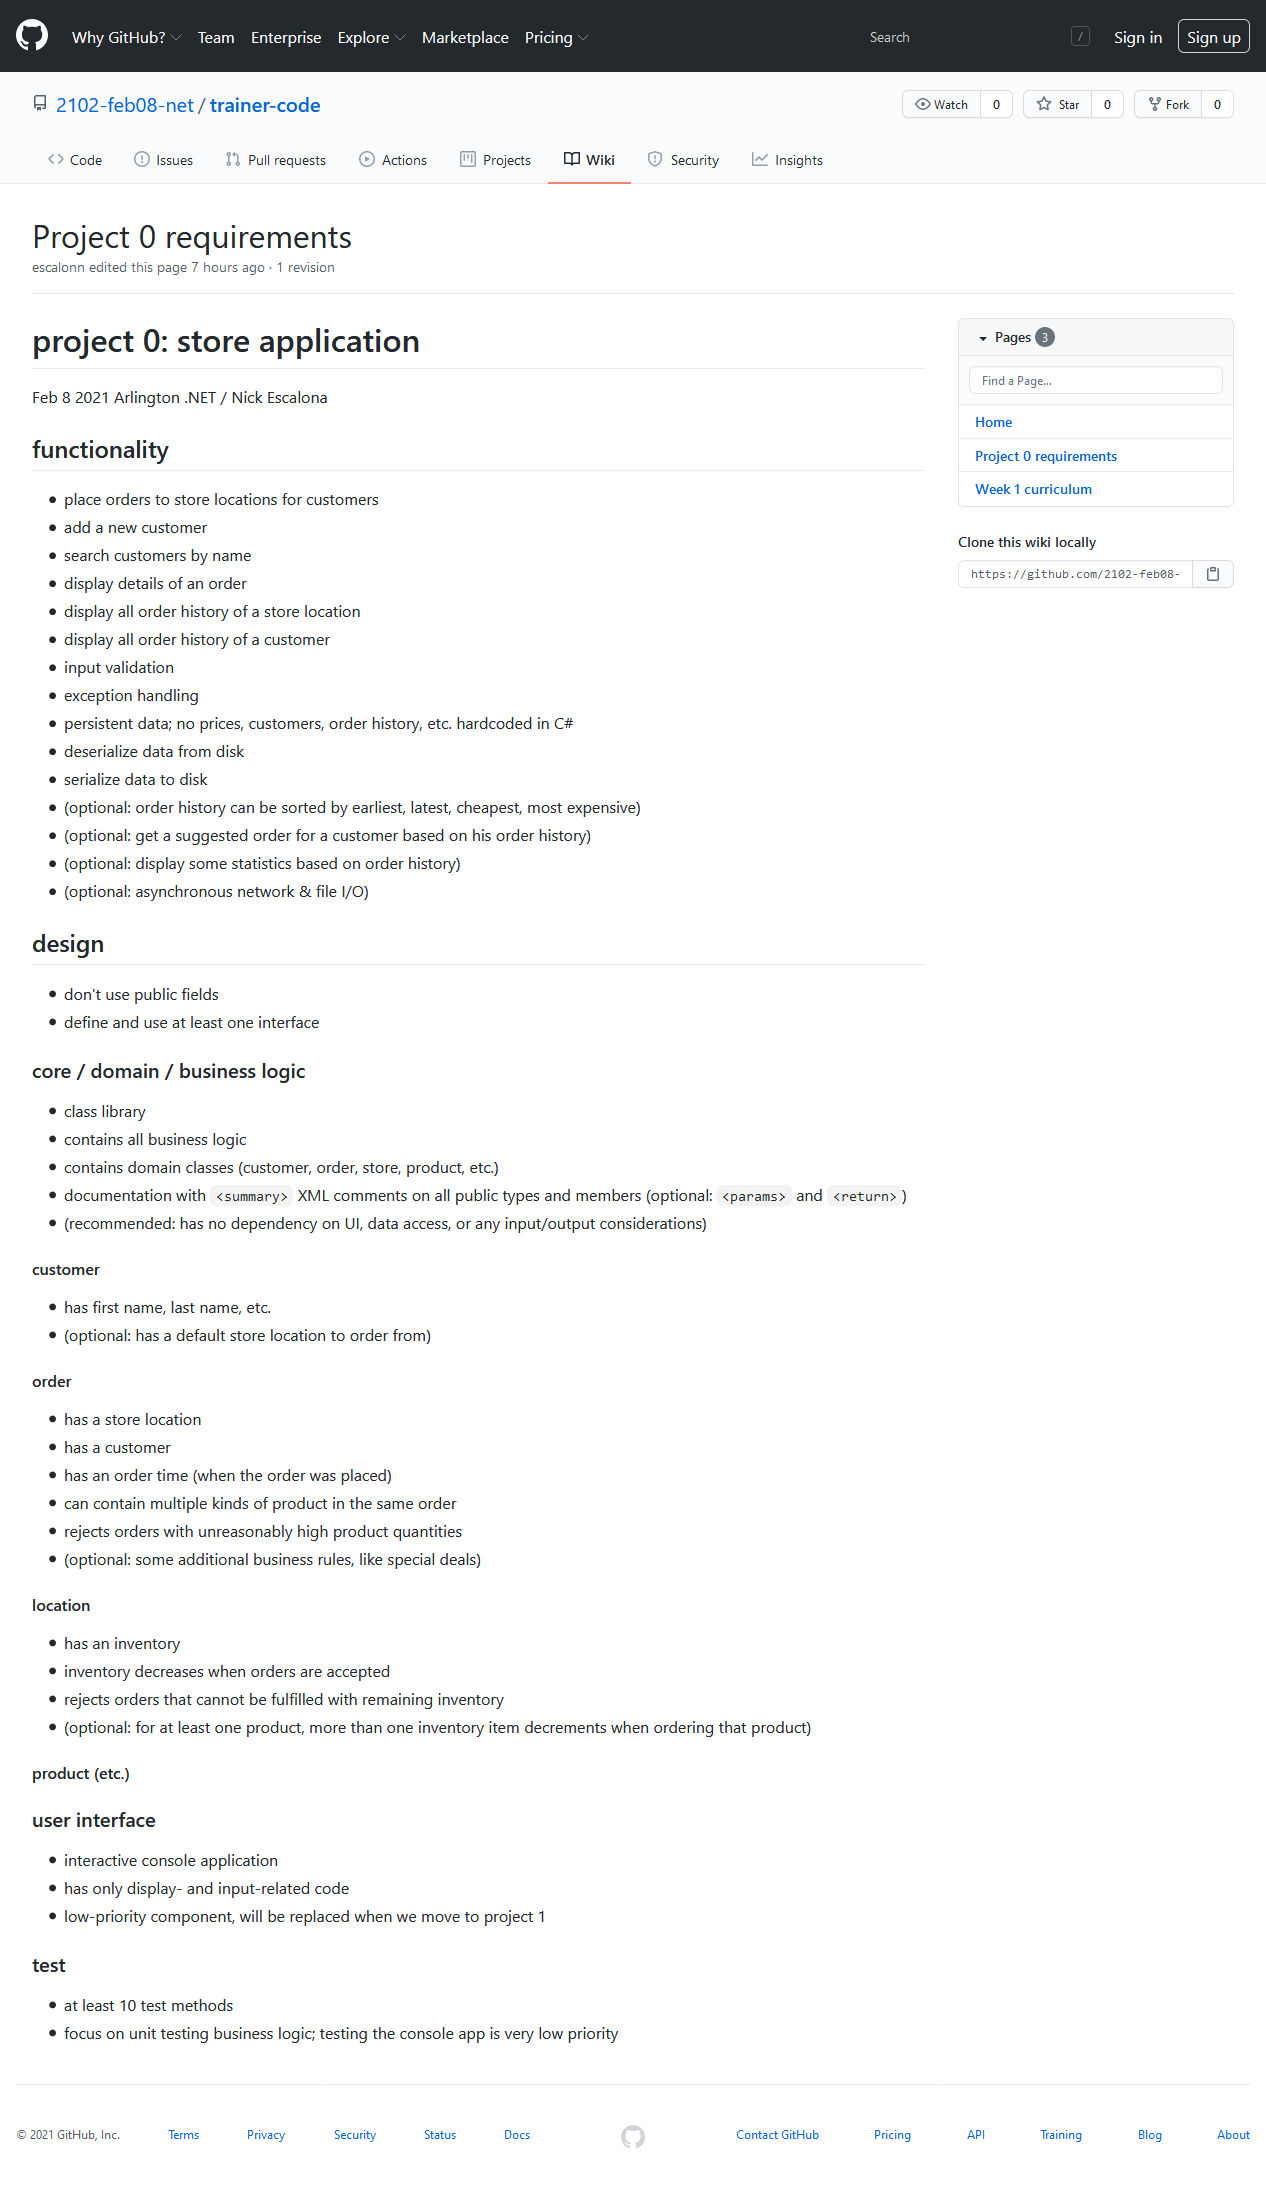 Why GitHub? Team Enterprise Explore Marketplace Pricing Search / Sign in Sign up
2102-feb08-net / trainer-code Watch 0 Star 0 Fork 0
Code Issues Pull requests Actions Projects Wiki Security Insights
Project 0 requirements
escalonn edited this page 7 hours ago · 1 revision
project 0: store application
Feb 8 2021 Arlington .NET / Nick Escalona
functionality
• place orders to store locations for customers
• add a new customer
• search customers by name
• display details of an order
• display all order history of a store location
• display all order history of a customer
• input validation
• exception handling
• persistent data; no prices, customers, order history, etc. hardcoded in C#
• deserialize data from disk
• serialize data to disk
• (optional: order history can be sorted by earliest, latest, cheapest, most expensive)
• (optional: get a suggested order for a customer based on his order history)
• (optional: display some statistics based on order history)
• (optional: asynchronous network & file I/O)
design
• don't use public fields
• define and use at least one interface
core / domain / business logic
• class library
• contains all business logic
• contains domain classes (customer, order, store, product, etc.)
• documentation with <summary> XML comments on all public types and members (optional: <params> and <return>)
• (recommended: has no dependency on UI, data access, or any input/output considerations)
customer
• has first name, last name, etc.
• (optional: has a default store location to order from)
order
• has a store location
• has a customer
• has an order time (when the order was placed)
• can contain multiple kinds of product in the same order
• rejects orders with unreasonably high product quantities
• (optional: some additional business rules, like special deals)
location
• has an inventory
• inventory decreases when orders are accepted
• rejects orders that cannot be fulfilled with remaining inventory
• (optional: for at least one product, more than one inventory item decrements when ordering that product)
product (etc.)
user interface
• interactive console application
• has only display- and input-related code
• low-priority component, will be replaced when we move to project 1
test
• at least 10 test methods
• focus on unit testing business logic; testing the console app is very low priority
Pages 3
Find a Page...
Home
Project 0 requirements
Week 1 curriculum
Clone this wiki locally
https://github.com/2102-feb08-
© 2021 GitHub, Inc. Terms Privacy Security Status Docs Contact GitHub Pricing API Training Blog About